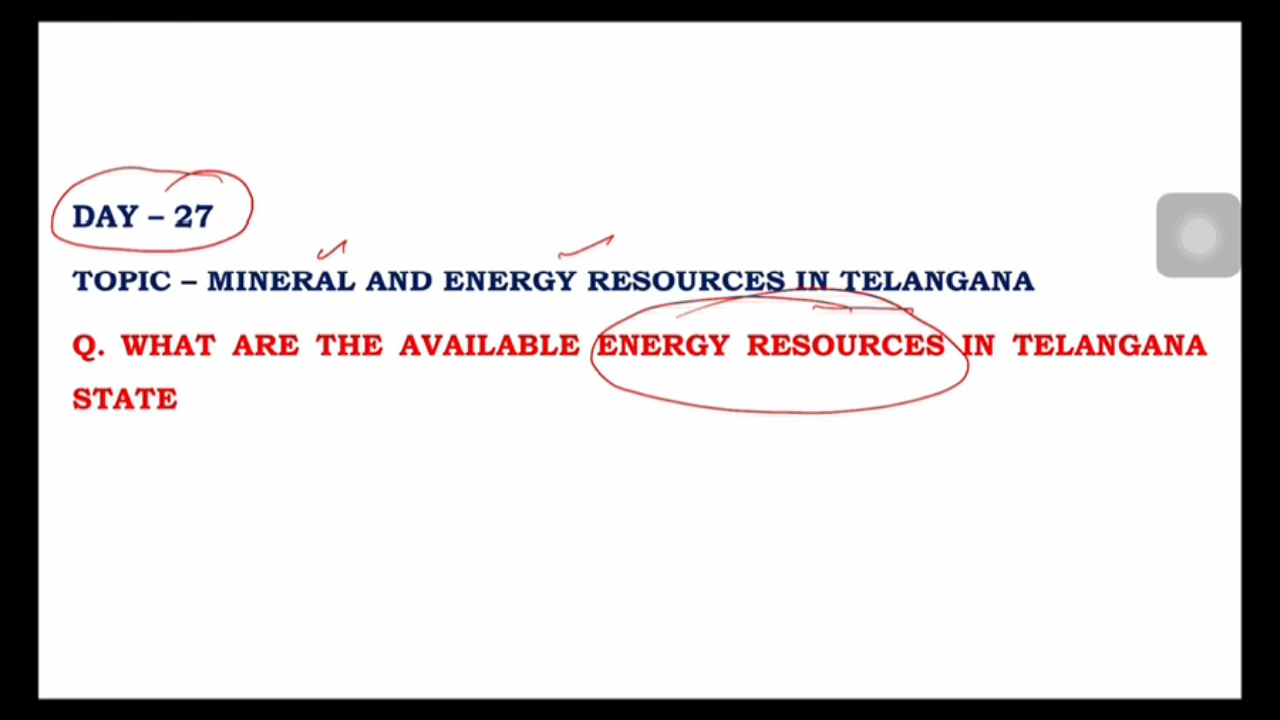 DAY – 27
TOPIC – MINERAL AND ENERGY RESOURCES IN TELANGANA
Q. WHAT ARE THE AVAILABLE ENERGY RESOURCES IN TELANGANA
STATE